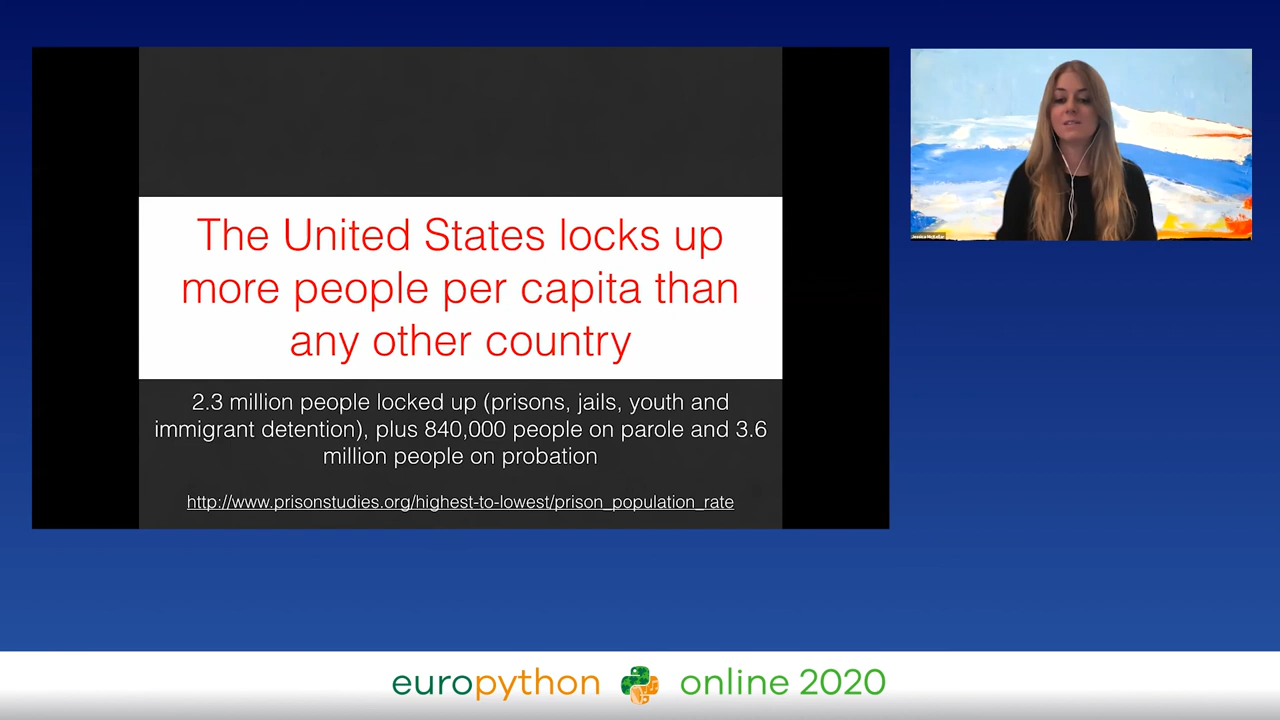 The United States locks up
more people per capita than
any other country
2.3 million people locked up (prisons, jails, youth and
immigrant detention), plus 840,000 people on parole and 3.6
million people on probation
http://www.prisonstudies.org/highest-to-lowest/prison_population_rate
Jessica McKellar
europython online 2020